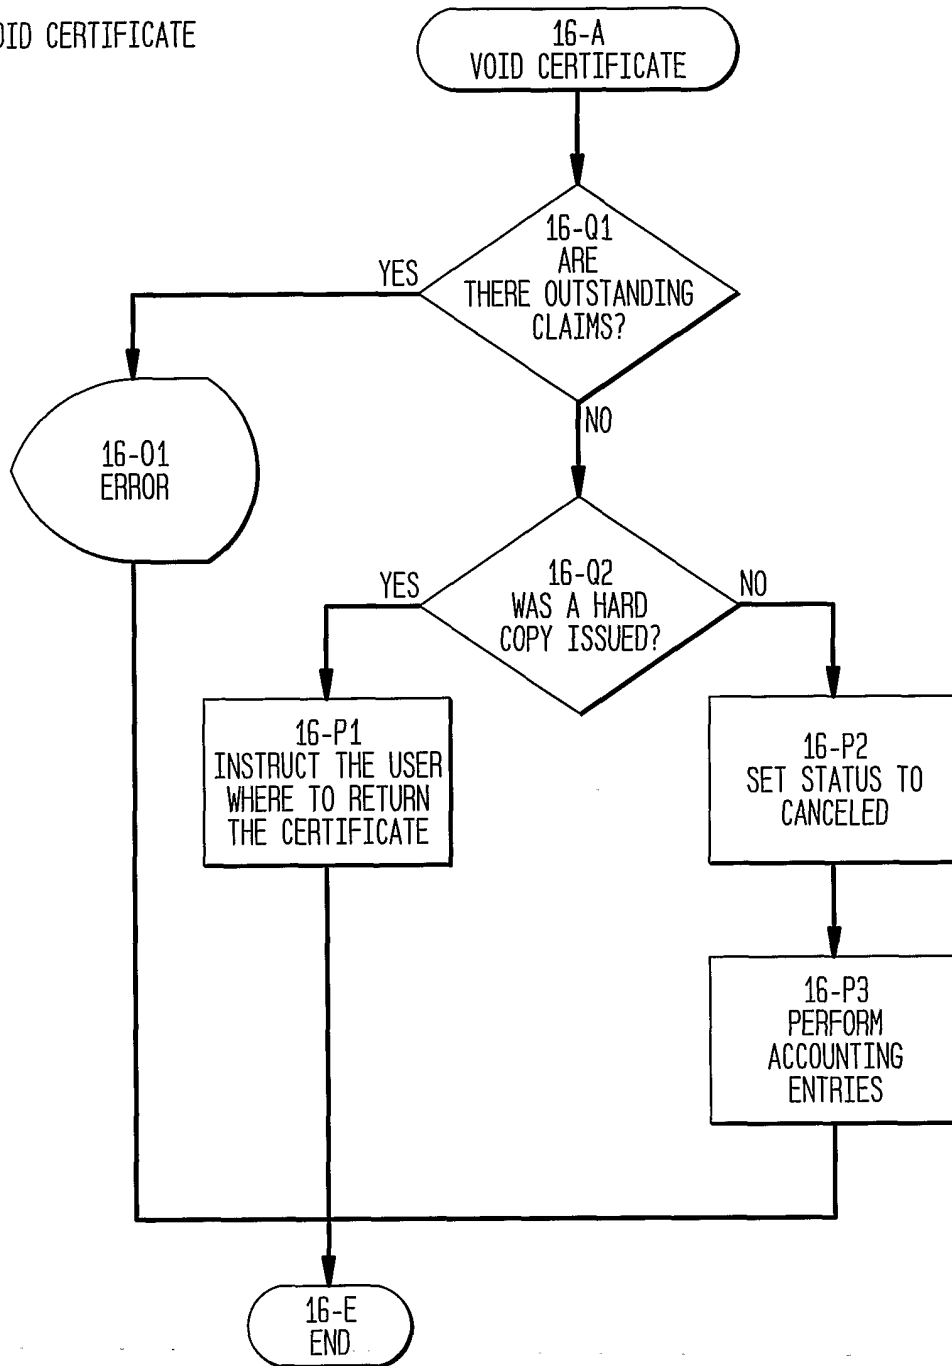 CERTIFICATE
16-A
VOID CERTIFICATE
16-Q1
ARE
THERE OUTSTANDING
CLAIMS?
YES
NO
16-O1
ERROR
16-Q2
WAS A HARD
COPY ISSUED?
YES
NO
16-P1
INSTRUCT THE USER
WHERE TO RETURN
THE CERTIFICATE
16-P2
SET STATUS TO
CANCELED
16-P3
PERFORM
ACCOUNTING
ENTRIES
16-E
END